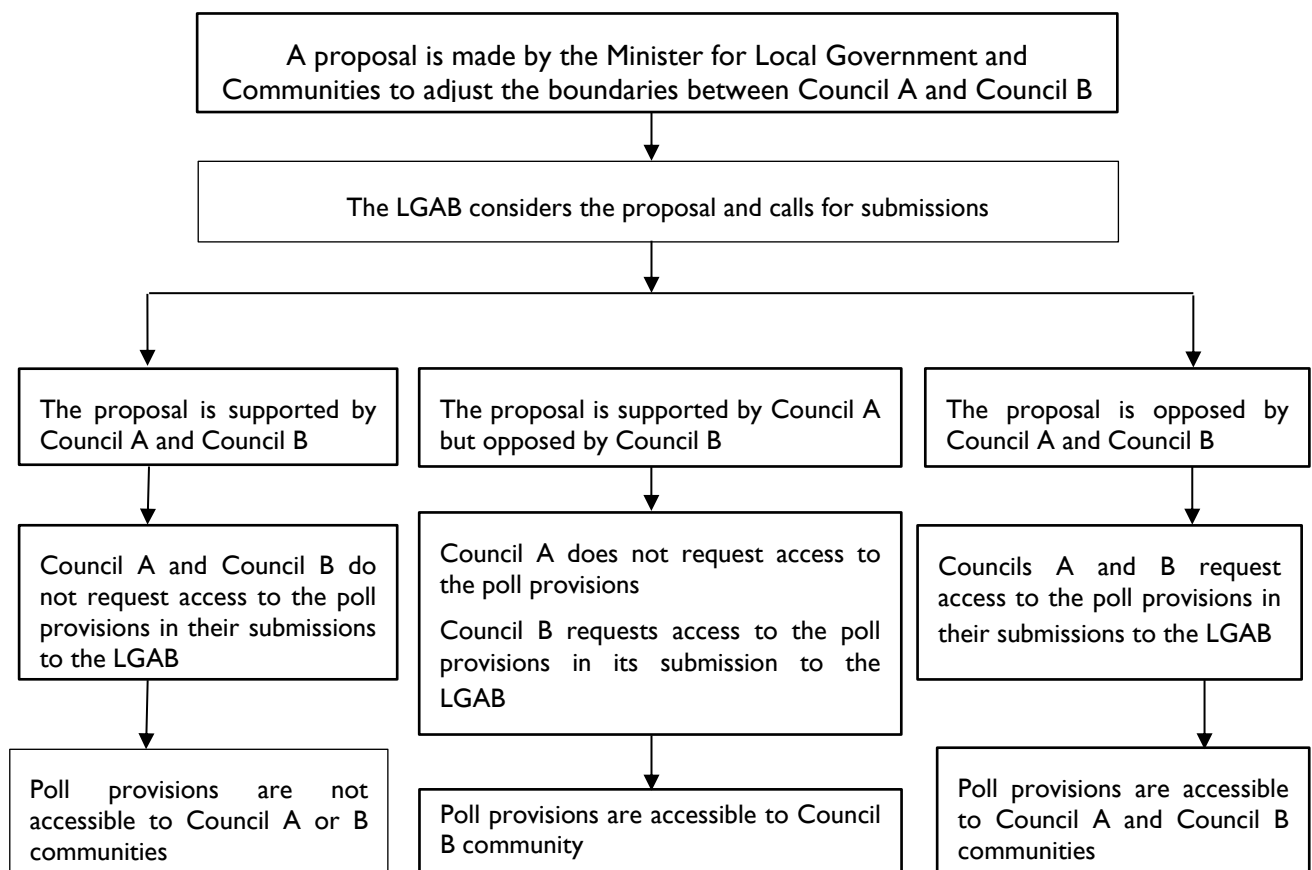 A proposal is made by the Minister for Local Government and
Communities to adjust the boundaries between Council A and Council B
The LGAB considers the proposal and calls for submissions
The proposal is supported by
Council A and Council B
The proposal is supported by Council A
but opposed by Council B
The proposal is opposed by
Council A and Council B
Council A and Council B do
not request access to the poll
provisions in their submissions
to the LGAB
Council A does not request access to
the poll provisions
Council B requests access to the poll
provisions in its submission to the
LGAB
Councils A and B request
access to the poll provisions in
their submissions to the LGAB
Poll provisions are not
accessible to Council A or B
communities
Poll provisions are accessible to Council
B community
Poll provisions are accessible
to Council A and Council B
communities